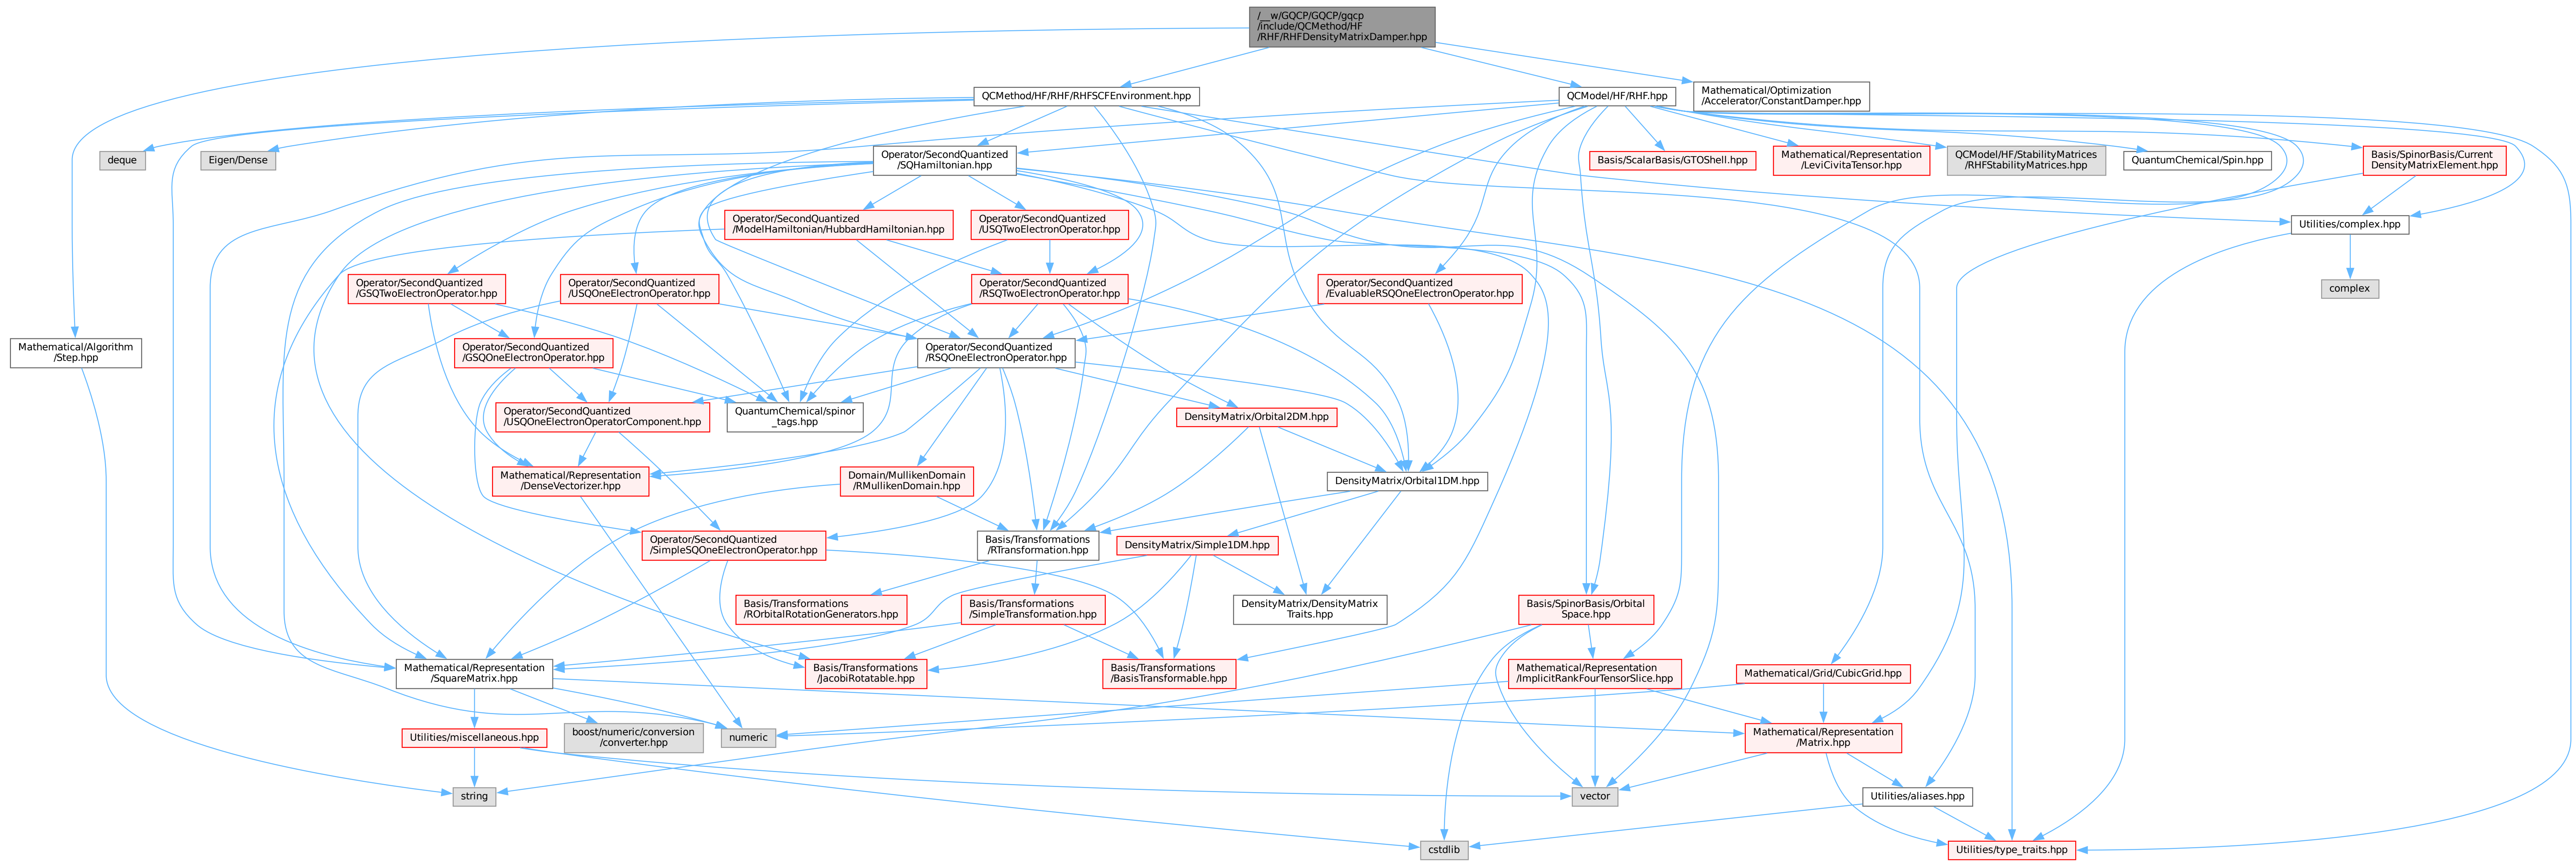 /__w/GQCP/GQCP/gqcp
/include/QCMethod/HF
/RHF/RHFDensityMatrixDamper.hpp
QCMethod/HF/RHF/RHFSCFEnvironment.hpp
QCModel/HF/RHF.hpp
Mathematical/Optimization
/Accelerator/ConstantDamper.hpp
deque
Eigen/Dense
Operator/SecondQuantized
/SQHamiltonian.hpp
Basis/ScalarBasis/GTOShell.hpp
Mathematical/Representation
/LeviCivitaTensor.hpp
QCModel/HF/StabilityMatrices
/RHFStabilityMatrices.hpp
QuantumChemical/Spin.hpp
Basis/SpinorBasis/Current
DensityMatrixElement.hpp
Operator/SecondQuantized
/ModelHamiltonian/HubbardHamiltonian.hpp
Operator/SecondQuantized
/USQTwoElectronOperator.hpp
Utilities/complex.hpp
Operator/SecondQuantized
/GSQTwoElectronOperator.hpp
Operator/SecondQuantized
/USQOneElectronOperator.hpp
Operator/SecondQuantized
/RSQTwoElectronOperator.hpp
Operator/SecondQuantized
/EvaluableRSQOneElectronOperator.hpp
complex
Mathematical/Algorithm
/Step.hpp
Operator/SecondQuantized
/GSQOneElectronOperator.hpp
Operator/SecondQuantized
/RSQOneElectronOperator.hpp
Operator/SecondQuantized
/USQOneElectronOperatorComponent.hpp
QuantumChemical/spinor
_tags.hpp
DensityMatrix/Orbital2DM.hpp
Mathematical/Representation
/DenseVectorizer.hpp
Domain/MullikenDomain
/RMullikenDomain.hpp
DensityMatrix/Orbital1DM.hpp
Operator/SecondQuantized
/SimpleSQOneElectronOperator.hpp
Basis/Transformations
/RTransformation.hpp
DensityMatrix/Simple1DM.hpp
Basis/Transformations
/ROrbitalRotationGenerators.hpp
Basis/Transformations
/SimpleTransformation.hpp
DensityMatrix/DensityMatrix
Traits.hpp
Basis/SpinorBasis/Orbital
Space.hpp
Mathematical/Representation
/SquareMatrix.hpp
Basis/Transformations
/JacobiRotatable.hpp
Basis/Transformations
/BasisTransformable.hpp
Mathematical/Representation
/ImplicitRankFourTensorSlice.hpp
Mathematical/Grid/CubicGrid.hpp
Utilities/miscellaneous.hpp
boost/numeric/conversion
/converter.hpp
numeric
Mathematical/Representation
/Matrix.hpp
string
vector
Utilities/aliases.hpp
cstdlib
Utilities/type_traits.hpp